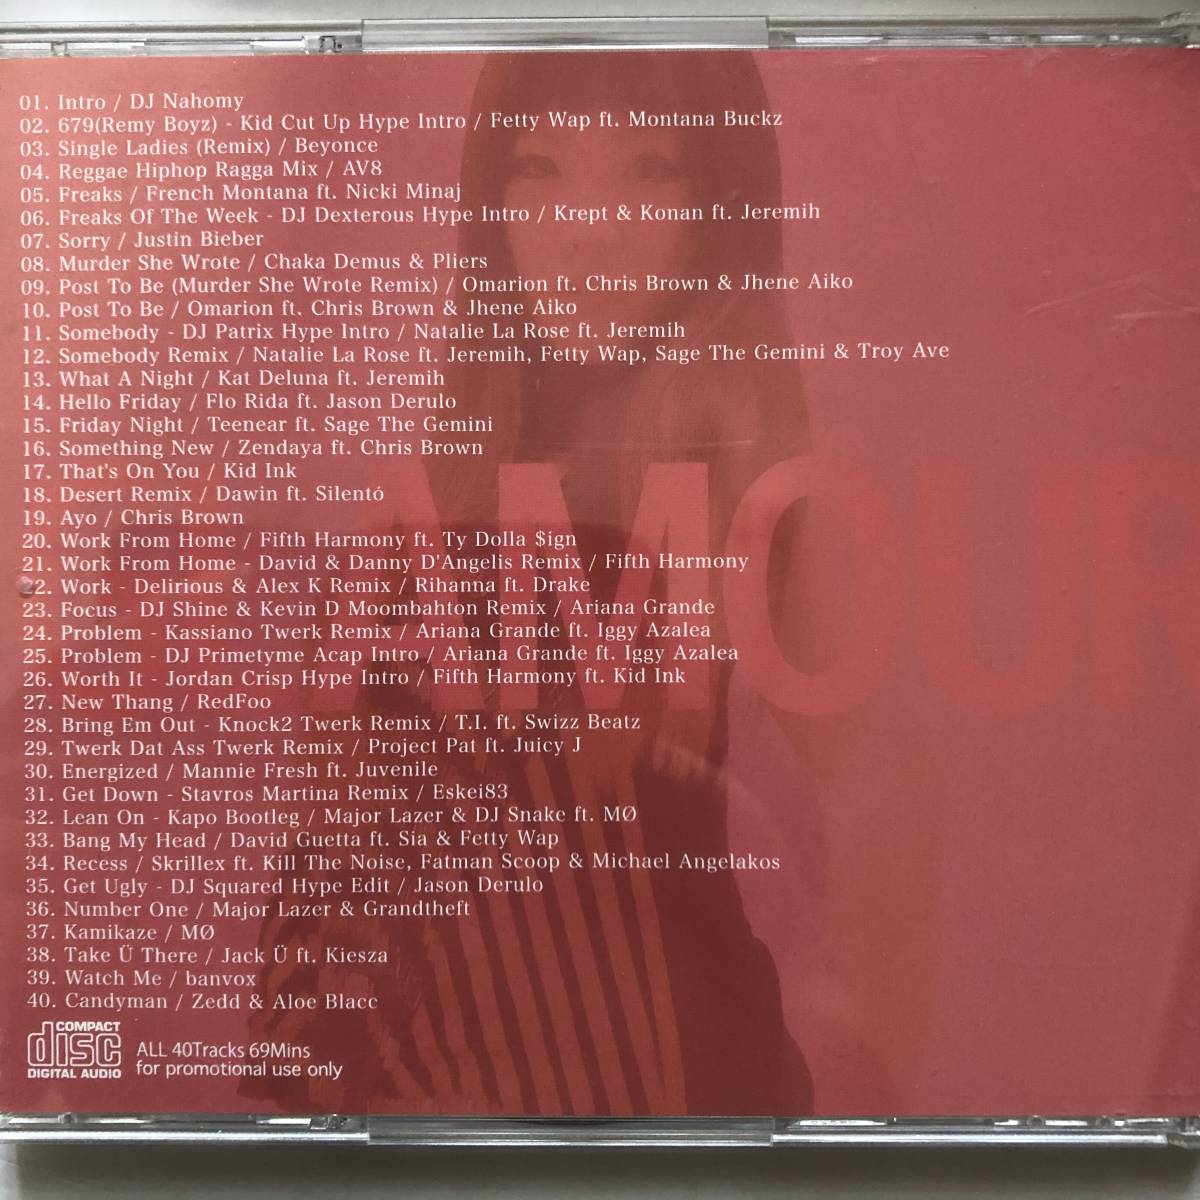 01. Intro / DJ Nahomy
02. 679(Remy Boyz) - Kid Cut Up Hype Intro / Fetty Wap ft. Montana Buckz
03. Single Ladies (Remix) / Beyonce
04. Reggae Hiphop Ragga Mix / AV8
05. Freaks / French Montana ft. Nicki Minaj
06. Freaks Of The Week - DJ Dexterous Hype Intro / Krept & Konan ft. Jeremih
07. Sorry / Justin Bieber
08. Murder She Wrote / Chaka Demus & Pliers
09. Post To Be (Murder She Wrote Remix) / Omarion ft. Chris Brown & Jhene Aiko
10. Post To Be / Omarion ft. Chris Brown & Jhene Aiko
11. Somebody - DJ Patrix Hype Intro / Natalie La Rose ft. Jeremih
12. Somebody Remix / Natalie La Rose ft. Jeremih, Fetty Wap, Sage The Gemini & Troy Ave
13. What A Night / Kat Deluna ft. Jeremih
14. Hello Friday / Flo Rida ft. Jason Derulo
15. Friday Night / Teenear ft. Sage The Gemini
16. Something New / Zendaya ft. Chris Brown
17. That's On You / Kid Ink
18. Desert Remix / Dawin ft. Silentó
19. Ayo / Chris Brown
20. Work From Home / Fifth Harmony ft. Ty Dolla $ign
21. Work From Home - David & Danny D'Angelis Remix / Fifth Harmony
22. Work - Delirious & Alex K Remix / Rihanna ft. Drake
23. Focus - DJ Shine & Kevin D Moombahton Remix / Ariana Grande
24. Problem - Kassiano Twerk Remix / Ariana Grande ft. Iggy Azalea
25. Problem - DJ Primetyme Acap Intro / Ariana Grande ft. Iggy Azalea
26. Worth It - Jordan Crisp Hype Intro / Fifth Harmony ft. Kid Ink
27. New Thang / RedFoo
28. Bring Em Out - Knock2 Twerk Remix / T.I. ft. Swizz Beatz
29. Twerk Dat Ass Twerk Remix / Project Pat ft. Juicy J
30. Energized / Mannie Fresh ft. Juvenile
31. Get Down - Stavros Martina Remix / Eskei83
32. Lean On - Kapo Bootleg / Major Lazer & DJ Snake ft. MØ
33. Bang My Head / David Guetta ft. Sia & Fetty Wap
34. Recess / Skrillex ft. Kill The Noise, Fatman Scoop & Michael Angelakos
35. Get Ugly - DJ Squared Hype Edit / Jason Derulo
36. Number One / Major Lazer & Grandtheft
37. Kamikaze / MØ
38. Take Ü There / Jack Ü ft. Kiesza
39. Watch Me / banvox
40. Candyman / Zedd & Aloe Blacc
AMOUR
COMPACT
disc
DIGITAL AUDIO
ALL 40Tracks 69Mins
for promotional use only